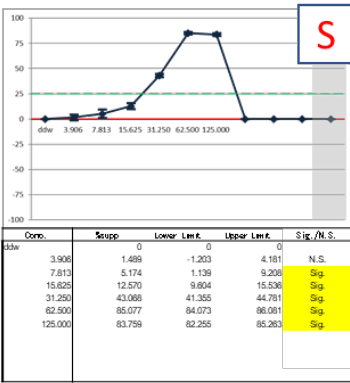 100
S
75
50
25
0
ddw 3.906 7.813 15.625 31.250 62.500 125.000
-25
-50
-75
-100
Conc. %supp Lower Limit. Upper Limit. Sig./N.S.
ddw 0 0 0
3.906 1.489 -1.203 4.181 N.S.
7.813 5.174 1.139 9.208 Sig.
15.625 12.570 9.604 15.536 Sig.
31.250 43.068 41.355 44.781 Sig.
62.500 85.077 84.073 86.081 Sig.
125.000 83.759 82.255 85.263 Sig.